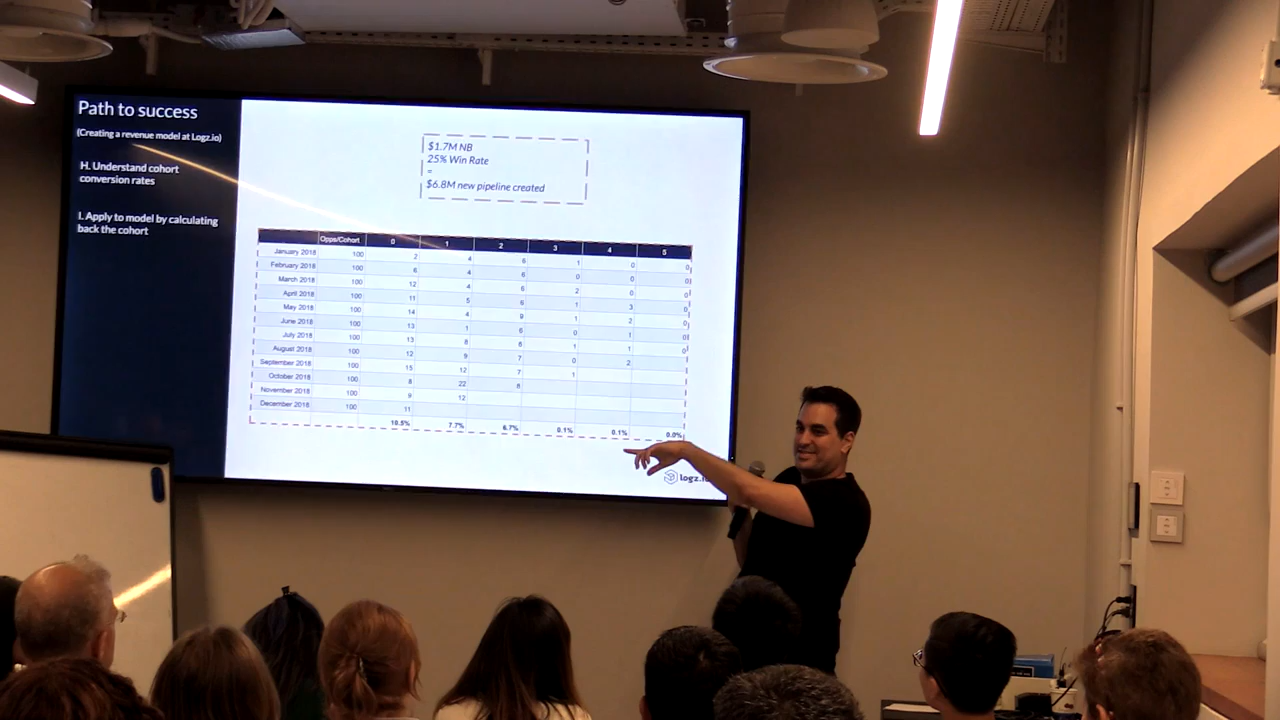 Path to success
(Creating a revenue model at Logz.io)
H. Understand cohort
conversion rates
I. Apply to model by calculating
back the cohort
$1.7M NB
25% Win Rate
=
$6.8M new pipeline created
Opps/Cohort 0 1 2 3 4 5
January 2018 100 2 4 6 1 0 0
February 2018 100 6 4 6 0 0 0
March 2018 100 12 4 6 2 0 0
April 2018 100 11 5 6 1 3 0
May 2018 100 14 4 9 1 2 0
June 2018 100 13 1 6 0 1 0
July 2018 100 13 8 6 1 1 0
August 2018 100 12 9 7 0 2
September 2018 100 15 12 7 1
October 2018 100 8 22 6
November 2018 100 9 12
December 2018 100 11
10.5% 7.7% 6.7% 0.1% 0.1% 0.0%
logz.io